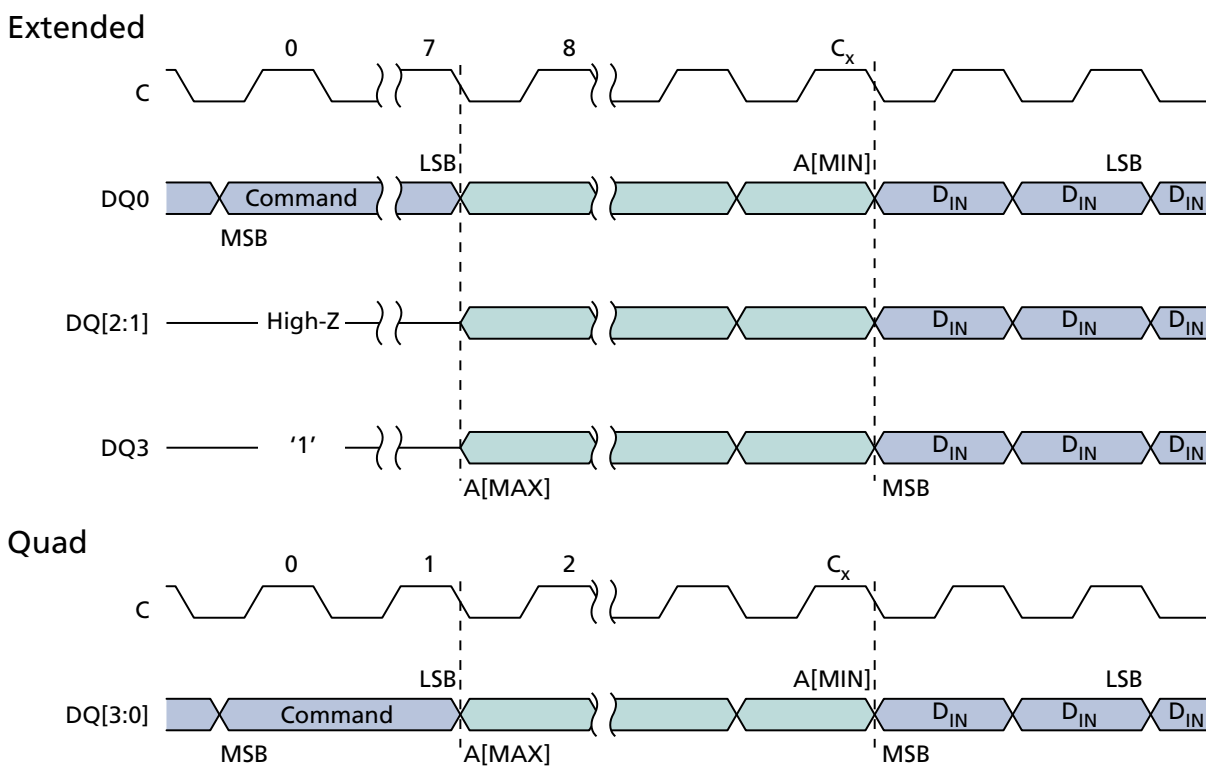 Extended
0 7 8 Cx
C
LSB A[MIN] LSB
DQ0 Command DIN DIN DIN
MSB
DQ[2:1] High-Z DIN DIN DIN
DQ3 '1' DIN DIN DIN
A[MAX] MSB
Quad
0 1 2 Cx
C
LSB A[MIN] LSB
DQ[3:0] Command DIN DIN DIN
MSB A[MAX] MSB